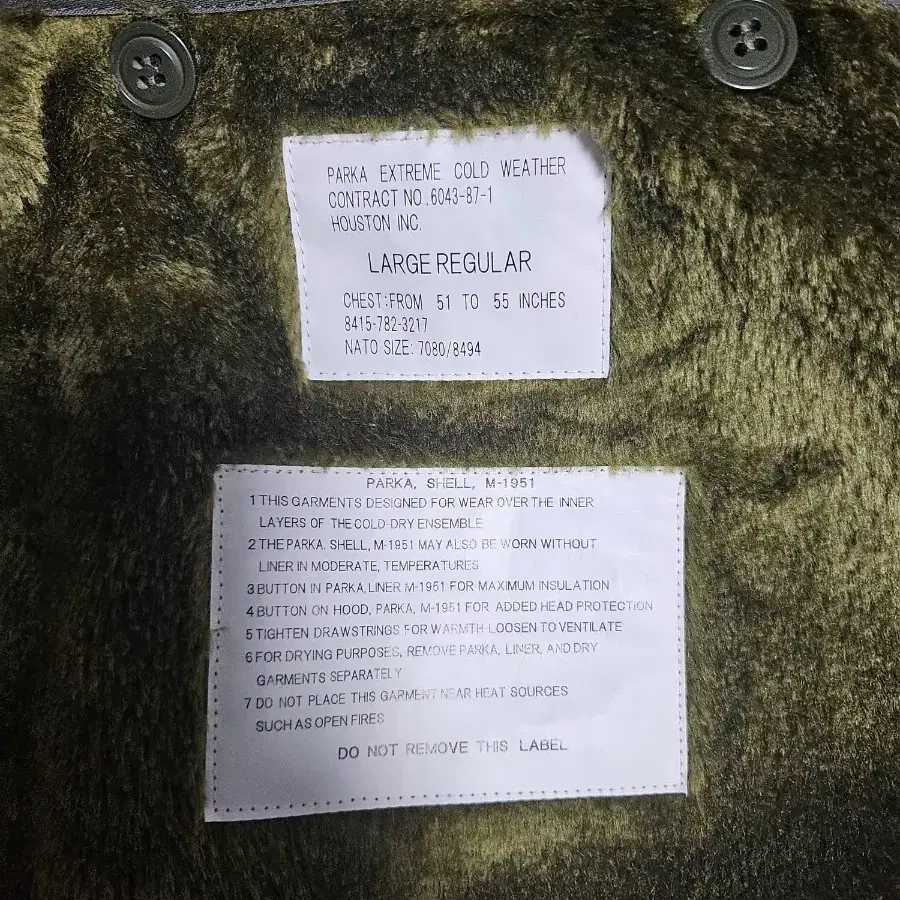 PARKA EXTREME COLD WEATHER
CONTRACT NO.6043-87-1
HOUSTON INC.
LARGE REGULAR
CHEST:FROM 51 TO 55 INCHES
8415-782-3217
NATO SIZE: 7080/8494
PARKA, SHELL, M-1951
1 THIS GARMENTS DESIGNED FOR WEAR OVER THE INNER
LAYERS OF THE COLD-DRY ENSEMBLE
2 THE PARKA. SHELL, M-1951 MAY ALSO BE WORN WITHOUT
LINER IN MODERATE, TEMPERATURES
3 BUTTON IN PARKA, LINER M-1951 FOR MAXIMUM INSULATION
4 BUTTON ON HOOD, PARKA, M-1951 FOR ADDED HEAD PROTECTION
5 TIGHTEN DRAWSTRINGS FOR WARMTH-LOOSEN TO VENTILATE
6 FOR DRYING PURPOSES, REMOVE PARKA, LINER, AND DRY
GARMENTS SEPARATELY
7 DO NOT PLACE THIS GARMENT NEAR HEAT SOURCES
SUCH AS OPEN FIRES
DO NOT REMOVE THIS LABEL